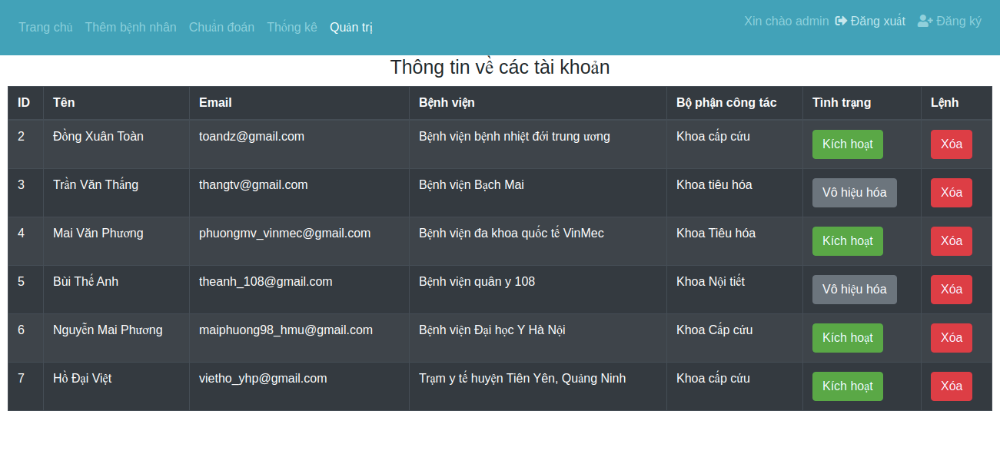 Trang chủ Thêm bệnh nhân Chuẩn đoán Thống kê Quản trị Xin chào admin Đăng xuất Đăng ký
Thông tin về các tài khoản
ID Tên Email Bệnh viện Bộ phận công tác Tình trạng Lệnh
2 Đồng Xuân Toàn toandz@gmail.com Bệnh viện bệnh nhiệt đới trung ương Khoa cấp cứu Kích hoạt Xóa
3 Trần Văn Thắng thangtv@gmail.com Bệnh viện Bạch Mai Khoa tiêu hóa Vô hiệu hóa Xóa
4 Mai Văn Phương phuongmv_vinmec@gmail.com Bệnh viện đa khoa quốc tế VinMec Khoa Tiêu hóa Kích hoạt Xóa
5 Bùi Thế Anh theanh_108@gmail.com Bệnh viện quân y 108 Khoa Nội tiết Vô hiệu hóa Xóa
6 Nguyễn Mai Phương maiphuong98_hmu@gmail.com Bệnh viện Đại học Y Hà Nội Khoa Cấp cứu Kích hoạt Xóa
7 Hồ Đại Việt vietho_yhp@gmail.com Trạm y tế huyện Tiên Yên, Quảng Ninh Khoa cấp cứu Kích hoạt Xóa